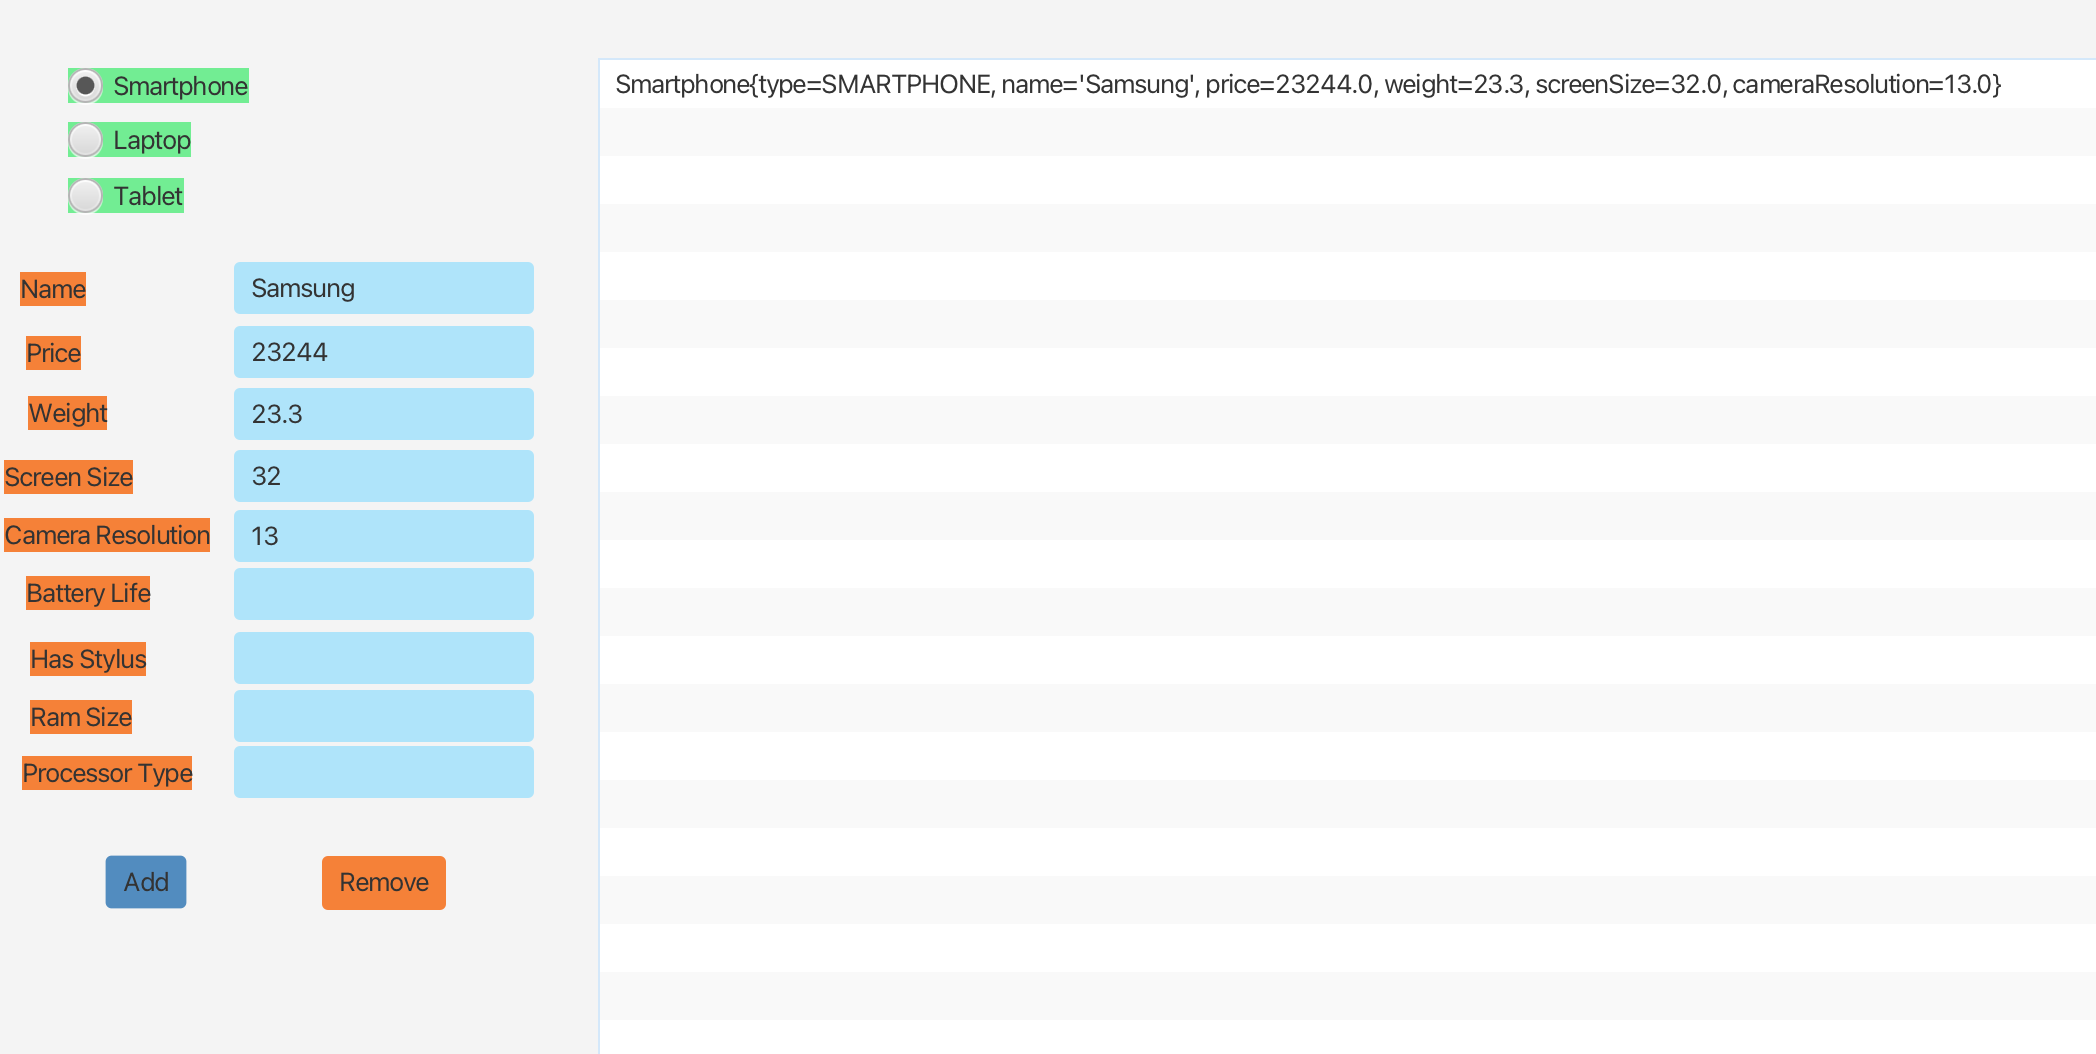 Smartphone
Laptop
Tablet
Name Samsung
Price 23244
Weight 23.3
Screen Size 32
Camera Resolution 13
Battery Life
Has Stylus
Ram Size
Processor Type
Add Remove
Smartphone{type=SMARTPHONE, name='Samsung', price=23244.0, weight=23.3, screenSize=32.0, cameraResolution=13.0}